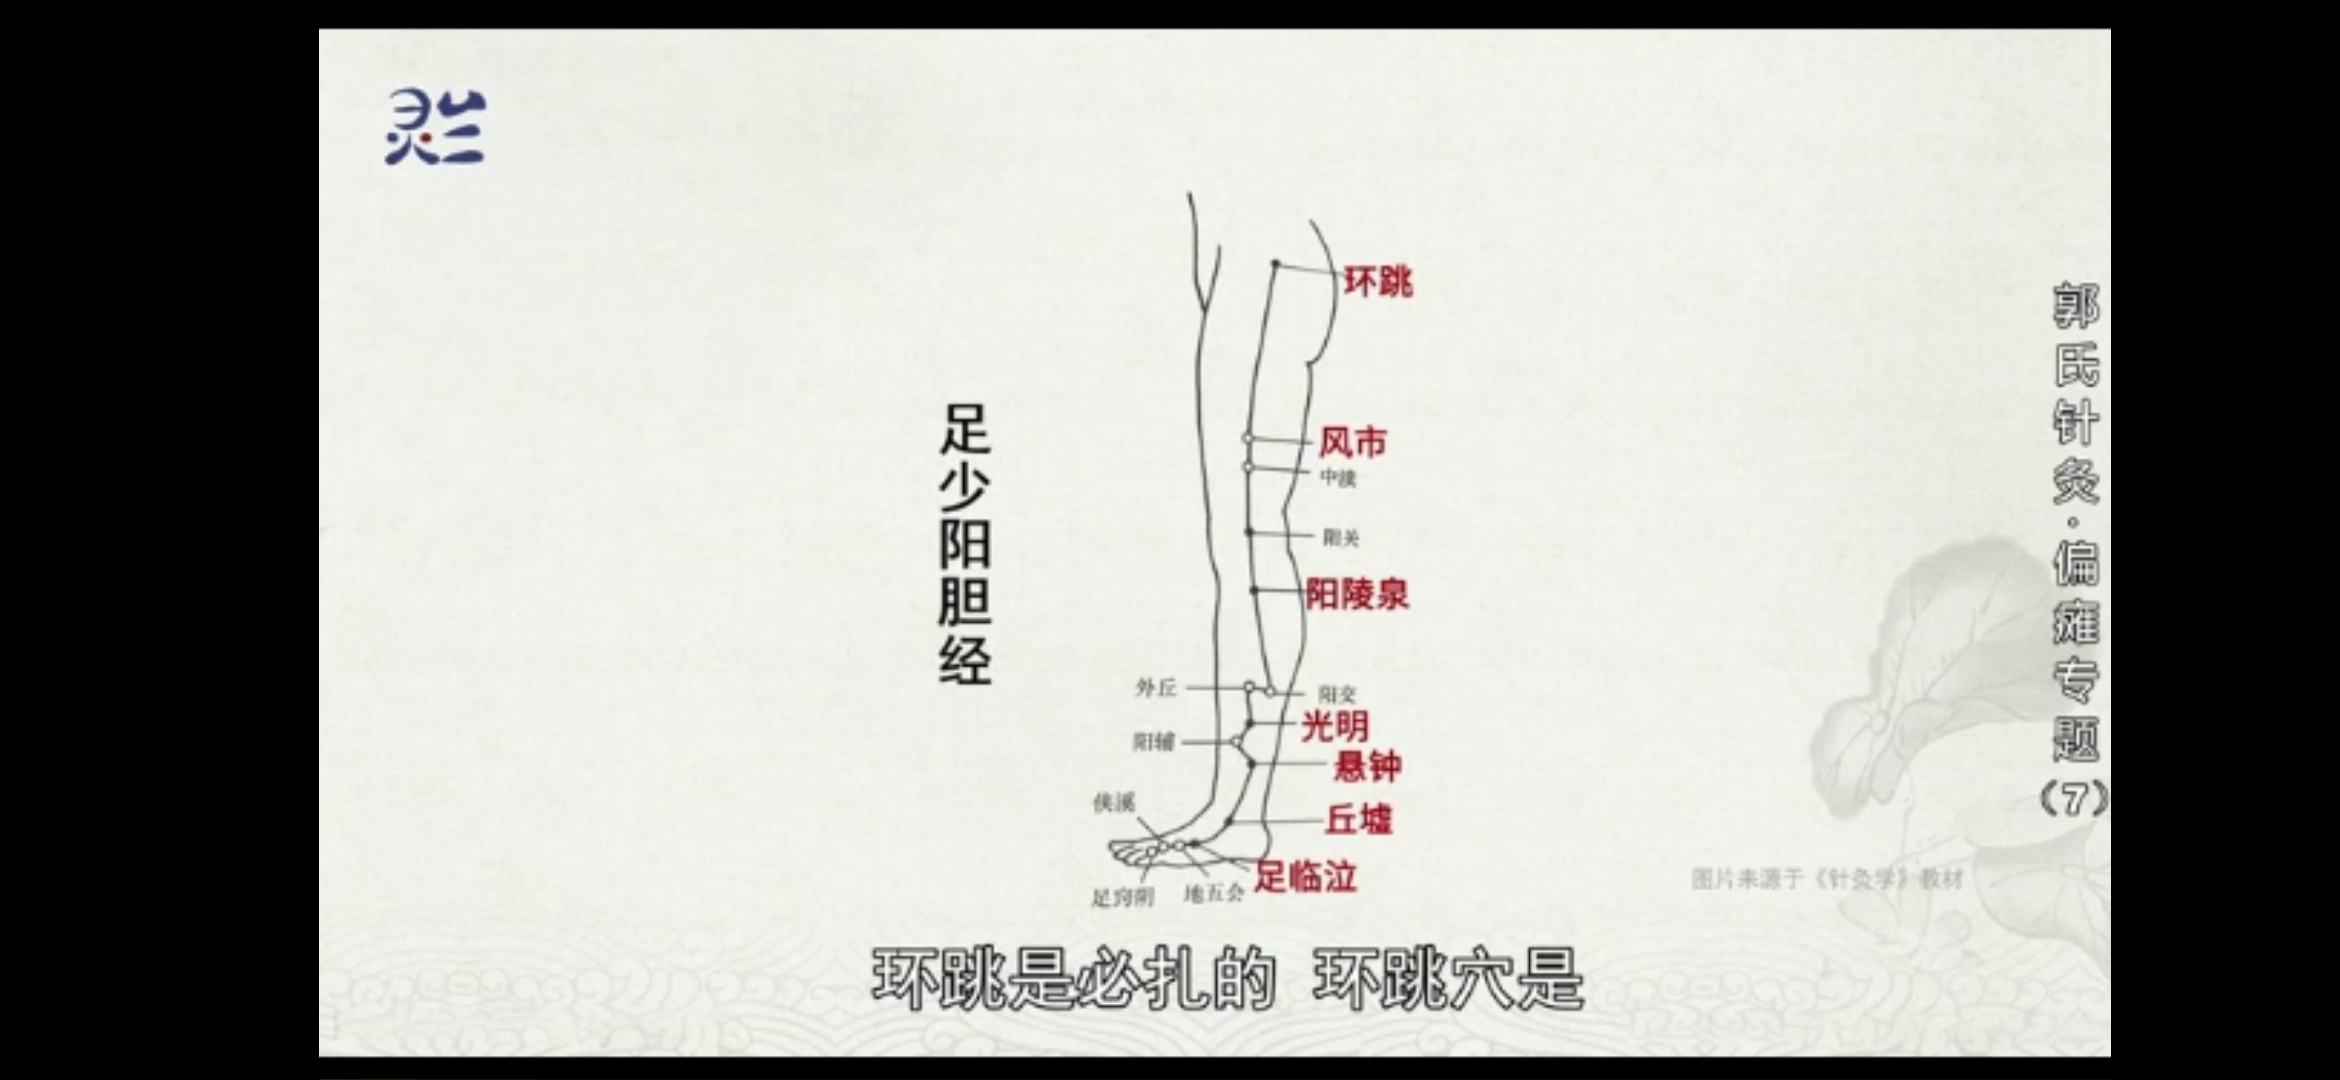 灵兰
环跳
风市
中渎
阳关
足少阳胆经
阳陵泉
外丘
阳交
光明
阳辅
悬钟
侠溪
丘墟
足临泣
足窍阴
地五会
郭氏针灸·偏瘫专题(7)
图片来源于《针灸学》教材
环跳是必扎的 环跳穴是